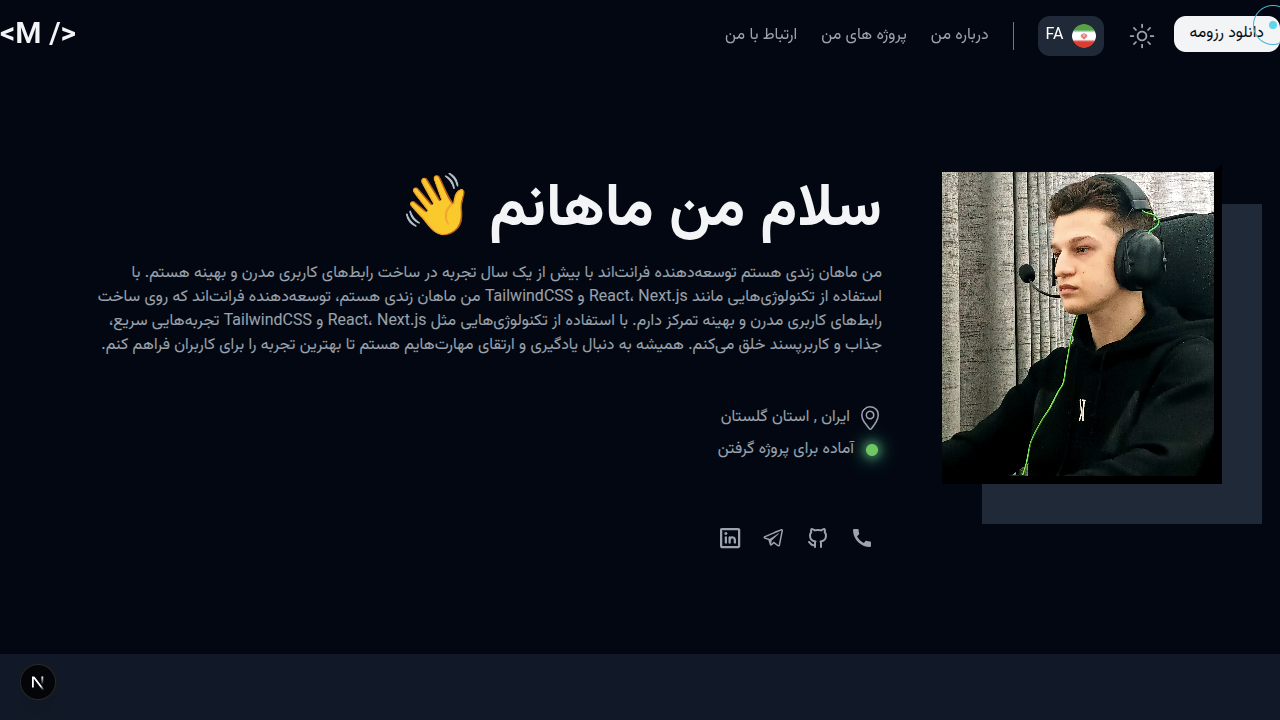 دانلود رزومه
FA
درباره من
پروژه های من
ارتباط با من
<M />
سلام من ماهانم 👋
من ماهان زندی هستم توسعه‌دهنده فرانت‌اند با بیش از یک سال تجربه در ساخت رابط‌های کاربری مدرن و بهینه هستم. با
استفاده از تکنولوژی‌هایی مانند React، Next.js و TailwindCSS من ماهان زندی هستم، توسعه‌دهنده فرانت‌اند که روی ساخت
رابط‌های کاربری مدرن و بهینه تمرکز دارم. با استفاده از تکنولوژی‌هایی مثل React، Next.js و TailwindCSS تجربه‌هایی سریع،
جذاب و کاربرپسند خلق می‌کنم. همیشه به دنبال یادگیری و ارتقای مهارت‌هایم هستم تا بهترین تجربه را برای کاربران فراهم کنم.
ایران , استان گلستان
آماده برای پروژه گرفتن
N